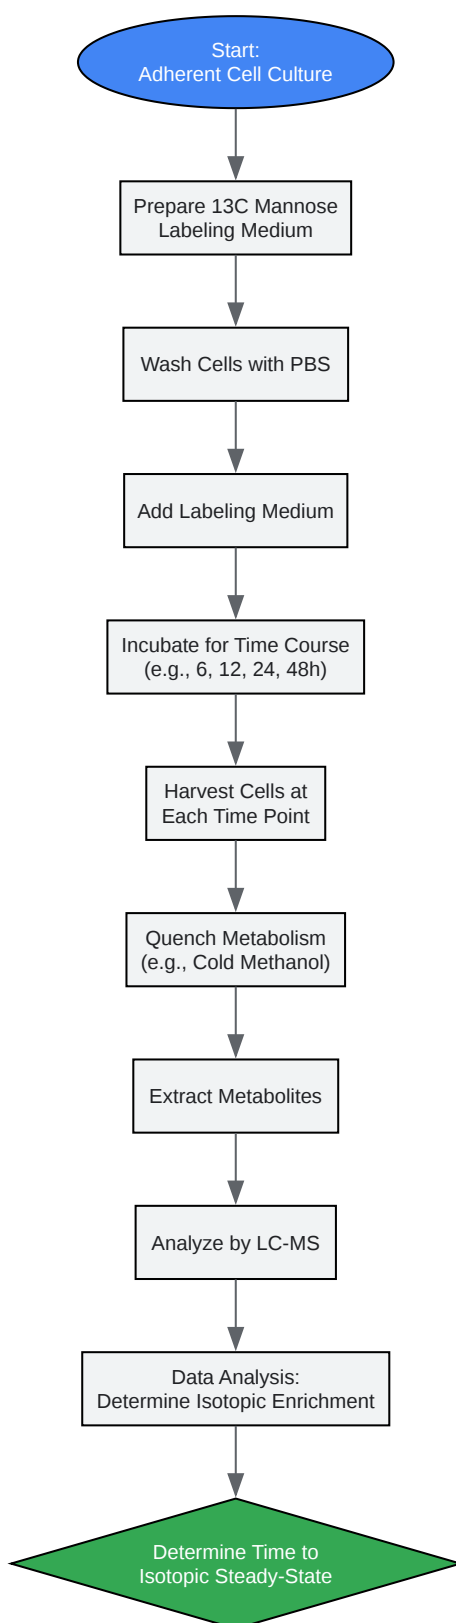 Start:
Adherent Cell Culture
Prepare 13C Mannose
Labeling Medium
Wash Cells with PBS
Add Labeling Medium
Incubate for Time Course
(e.g., 6, 12, 24, 48h)
Harvest Cells at
Each Time Point
Quench Metabolism
(e.g., Cold Methanol)
Extract Metabolites
Analyze by LC-MS
Data Analysis:
Determine Isotopic Enrichment
Determine Time to
Isotopic Steady-State